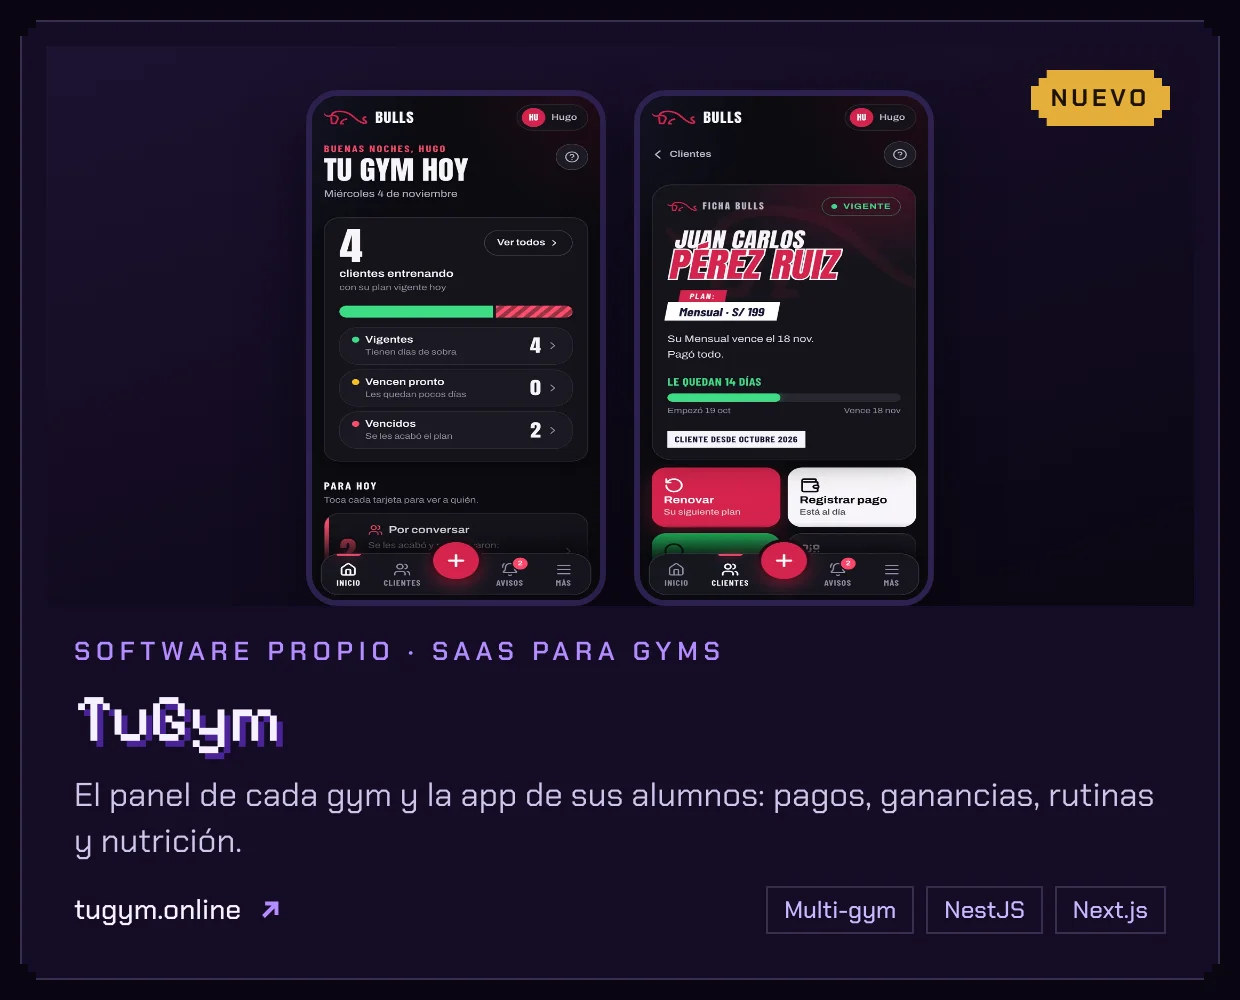 NUEVO
BULLS
HU Hugo
BUENAS NOCHES, HUGO
TU GYM HOY
Miércoles 4 de noviembre
4
Ver todos
clientes entrenando
con su plan vigente hoy
Vigentes
Tienen días de sobra
4
Vencen pronto
Les quedan pocos días
0
Vencidos
Se les acabó el plan
2
PARA HOY
Toca cada tarjeta para ver a quién.
2
Por conversar
Se les acabó y
INICIO
CLIENTES
+
AVISOS
2
MÁS
BULLS
HU Hugo
Clientes
FICHA BULLS
VIGENTE
JUAN CARLOS
PÉREZ RUIZ
PLAN:
Mensual · S/ 199
Su Mensual vence el 18 nov.
Pagó todo.
LE QUEDAN 14 DÍAS
Empezó 19 oct
Vence 18 nov
CLIENTE DESDE OCTUBRE 2026
Renovar
Su siguiente plan
Registrar pago
Está al día
INICIO
CLIENTES
+
AVISOS
2
MÁS
SOFTWARE PROPIO · SAAS PARA GYMS
TuGym
El panel de cada gym y la app de sus alumnos: pagos, ganancias, rutinas
y nutrición.
tugym.online
Multi-gym
NestJS
Next.js